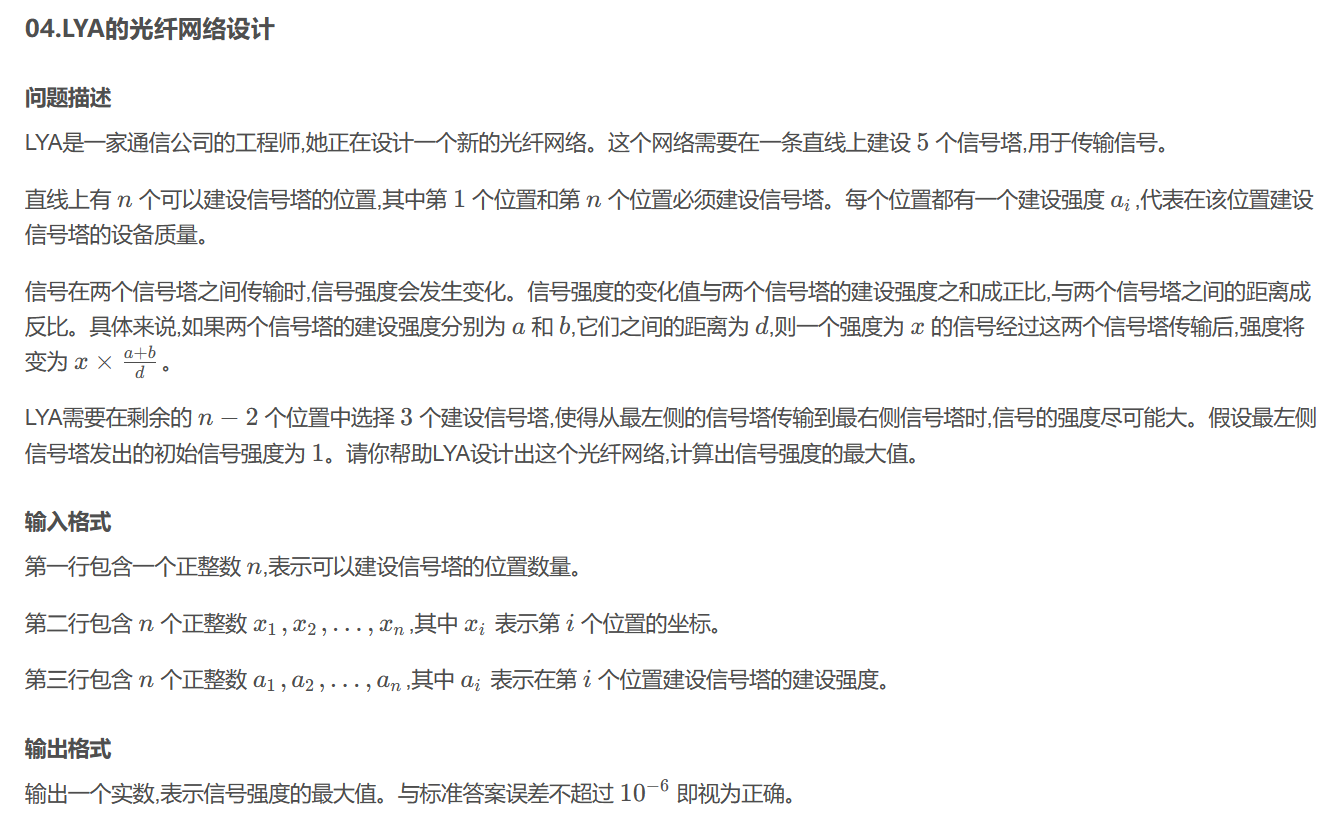 04.LYA的光纤网络设计
问题描述
LYA是一家通信公司的工程师,她正在设计一个新的光纤网络。这个网络需要在一条直线上建设 5 个信号塔,用于传输信号。
直线上有 n 个可以建设信号塔的位置,其中第 1 个位置和第 n 个位置必须建设信号塔。每个位置都有一个建设强度 a_i ,代表在该位置建设
信号塔的设备质量。
信号在两个信号塔之间传输时,信号强度会发生变化。信号强度的变化值与两个信号塔的建设强度之和成正比,与两个信号塔之间的距离成
反比。具体来说,如果两个信号塔的建设强度分别为 a 和 b,它们之间的距离为 d,则一个强度为 x 的信号经过这两个信号塔传输后,强度将
变为 x × \frac{a+b}{d} 。
LYA需要在剩余的 n − 2 个位置中选择 3 个建设信号塔,使得从最左侧的信号塔传输到最右侧信号塔时,信号的强度尽可能大。假设最左侧
信号塔发出的初始信号强度为 1。请你帮助LYA设计出这个光纤网络,计算出信号强度的最大值。
输入格式
第一行包含一个正整数 n,表示可以建设信号塔的位置数量。
第二行包含 n 个正整数 x_1, x_2, . . . , x_n ,其中 x_i 表示第 i 个位置的坐标。
第三行包含 n 个正整数 a_1, a_2, . . . , a_n ,其中 a_i 表示在第 i 个位置建设信号塔的建设强度。
输出格式
输出一个实数,表示信号强度的最大值。与标准答案误差不超过 10^{−6} 即视为正确。